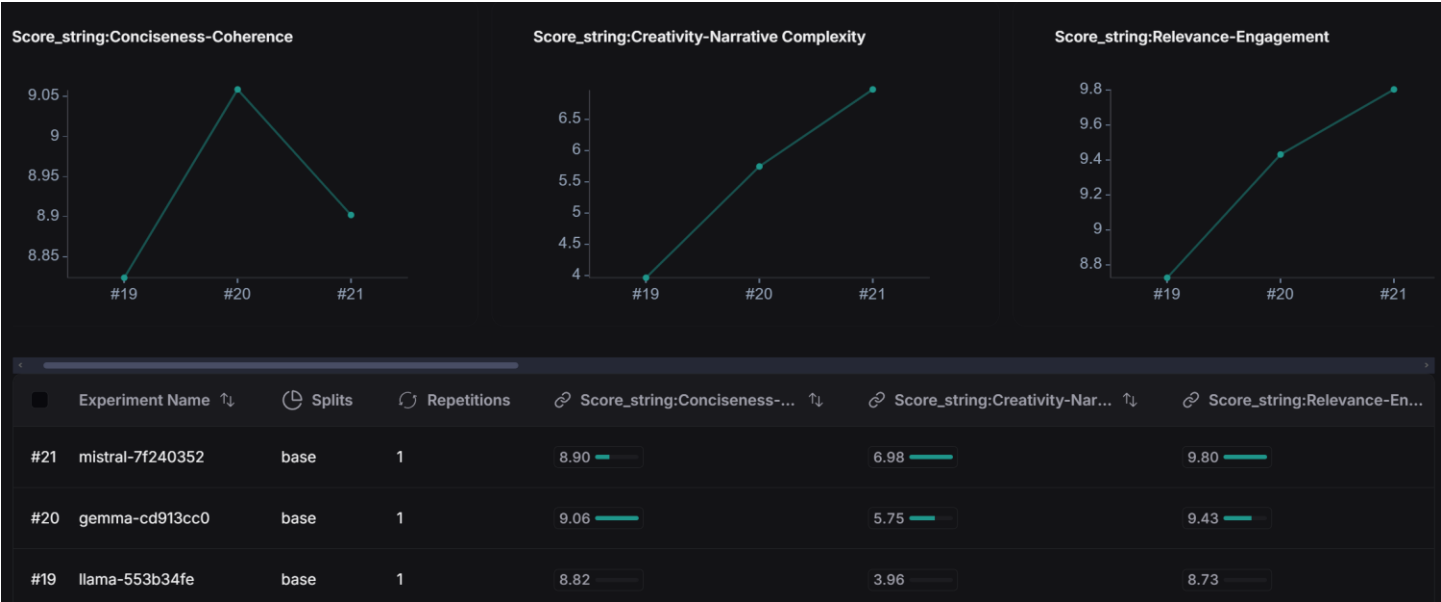 Score_string:Conciseness-Coherence
9.05
9
8.95
8.9
8.85
#19 #20 #21
Score_string:Creativity-Narrative Complexity
6.5
6
5.5
5
4.5
4
#19 #20 #21
Score_string:Relevance-Engagement
9.8
9.6
9.4
9.2
9
8.8
#19 #20 #21
Experiment Name Splits Repetitions Score_string:Conciseness-... Score_string:Creativity-Nar... Score_string:Relevance-En...
#21 mistral-7f240352 base 1 8.90 6.98 9.80
#20 gemma-cd913cc0 base 1 9.06 5.75 9.43
#19 llama-553b34fe base 1 8.82 3.96 8.73